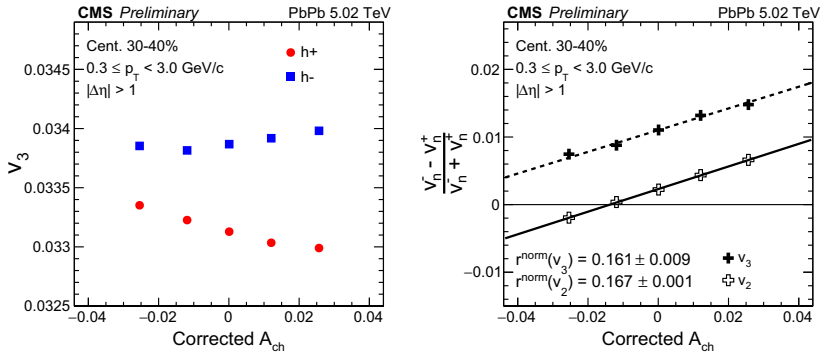 CMS Preliminary PbPb 5.02 TeV
Cent. 30-40%
0.3 ≤ p_T < 3.0 GeV/c
|Δη| > 1
h+
h-
v_3
0.0345
0.034
0.0335
0.033
0.0325
−0.04 −0.02 0 0.02 0.04
Corrected A_ch
CMS Preliminary PbPb 5.02 TeV
Cent. 30-40%
0.3 ≤ p_T < 3.0 GeV/c
|Δη| > 1
v_n^- - v_n^+
v_n^- + v_n^+
0.02
0.01
0
−0.01
r^norm(v_3) = 0.161 ± 0.009 v_3
r^norm(v_2) = 0.167 ± 0.001 v_2
−0.04 −0.02 0 0.02 0.04
Corrected A_ch